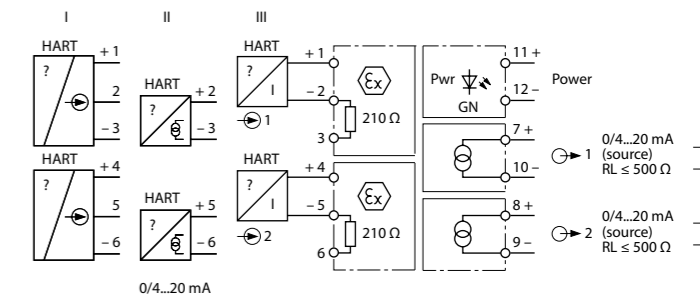 I II III
HART
?
+ 1
2
– 3
HART
?
+ 2
– 3
HART
?
I
1
+ 1
– 2
3
Ex
210 Ω
Pwr
GN
11 +
12 –
Power
7 +
10 –
1
0/4...20 mA
(source)
RL ≤ 500 Ω
HART
?
+ 4
5
– 6
HART
?
+ 5
– 6
0/4...20 mA
HART
?
I
2
+ 4
– 5
6
Ex
210 Ω
8 +
9 –
2
0/4...20 mA
(source)
RL ≤ 500 Ω